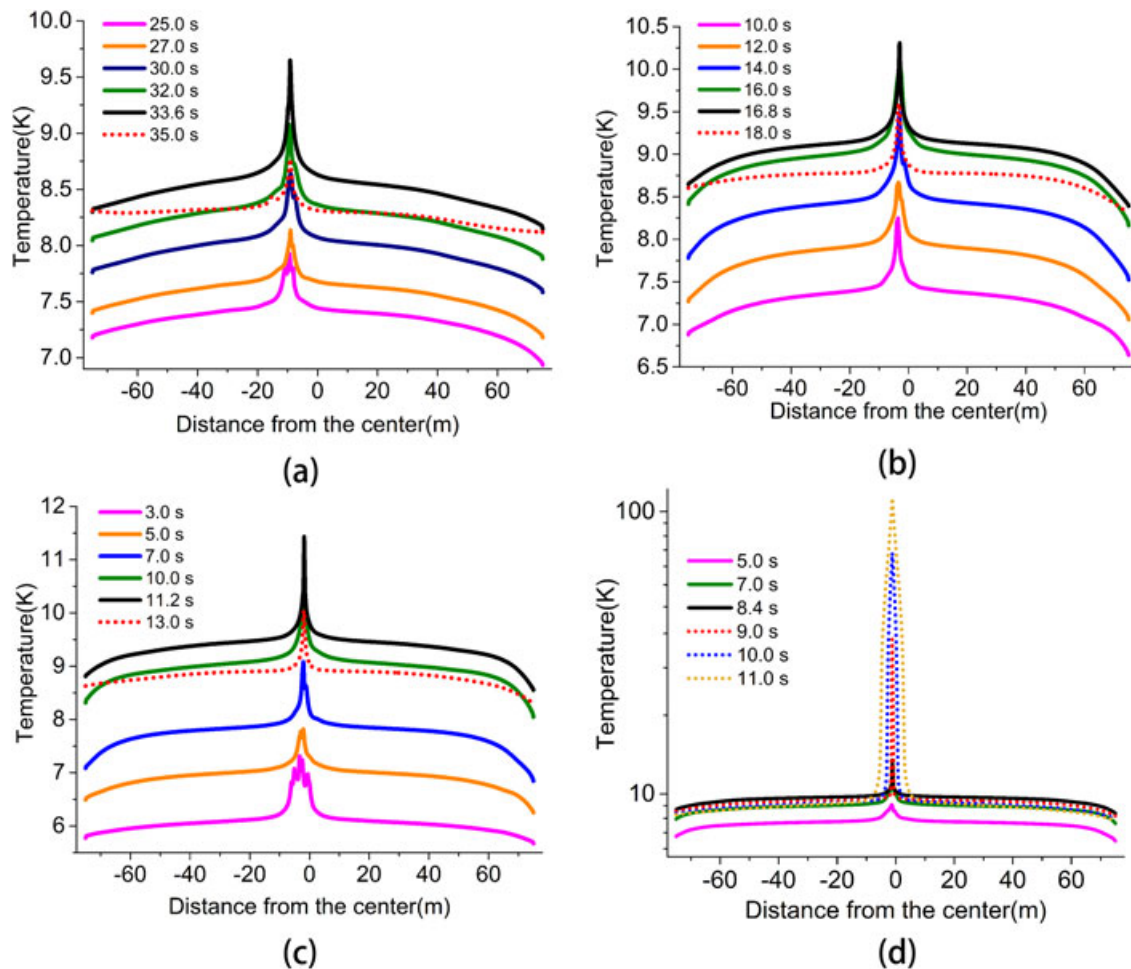 10.0
9.5
9.0
8.5
8.0
7.5
7.0
Temperature(K)
25.0 s
27.0 s
30.0 s
32.0 s
33.6 s
35.0 s
-60 -40 -20 0 20 40 60
Distance from the center(m)
(a)
10.5
10.0
9.5
9.0
8.5
8.0
7.5
7.0
6.5
Temperature(K)
10.0 s
12.0 s
14.0 s
16.0 s
16.8 s
18.0 s
-60 -40 -20 0 20 40 60
Distance from the center(m)
(b)
12
11
10
9
8
7
6
Temperature(K)
3.0 s
5.0 s
7.0 s
10.0 s
11.2 s
13.0 s
-60 -40 -20 0 20 40 60
Distance from the center(m)
(c)
100
10
Temperature(K)
5.0 s
7.0 s
8.4 s
9.0 s
10.0 s
11.0 s
-60 -40 -20 0 20 40 60
Distance from the center(m)
(d)